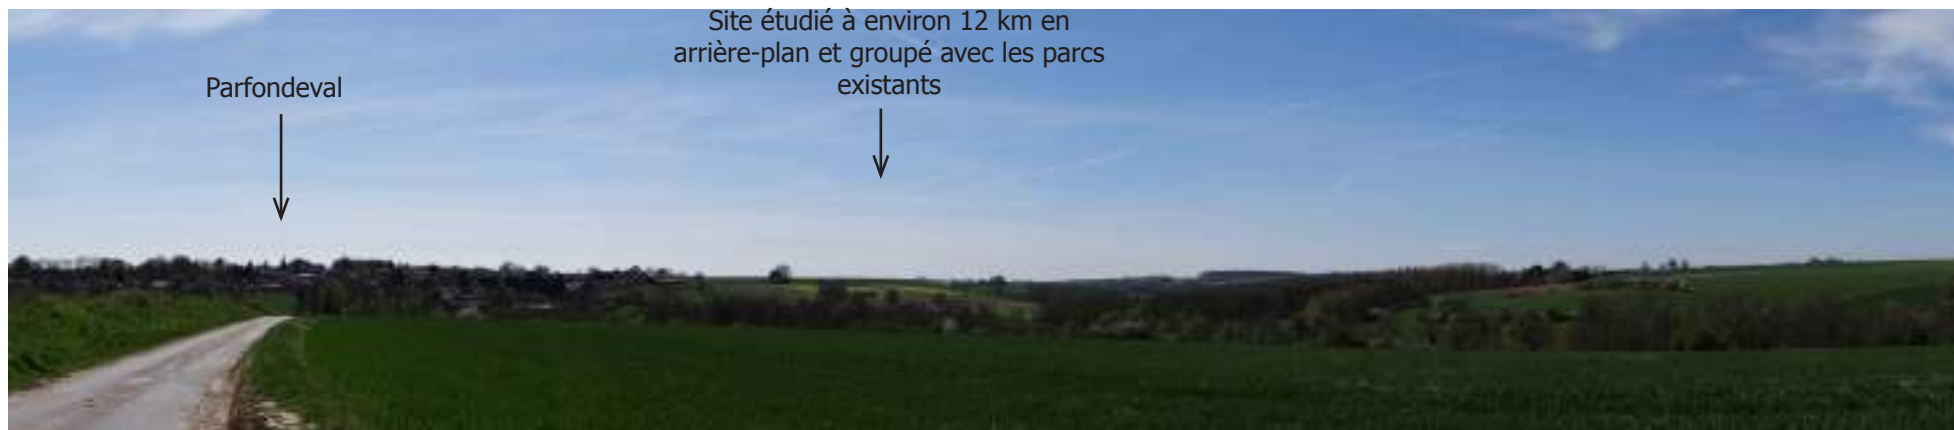 Site étudié à environ 12 km en
arrière-plan et groupé avec les parcs
existants
Parfondeval